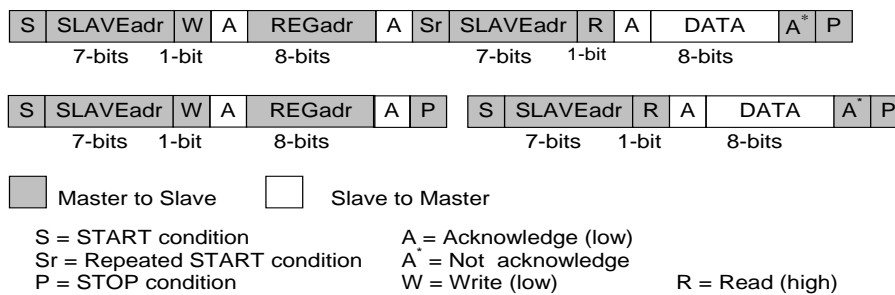 S SLAVEadr W A REGadr A Sr SLAVEadr R A DATA A* P
7-bits 1-bit 8-bits 7-bits 1-bit 8-bits
S SLAVEadr W A REGadr A P S SLAVEadr R A DATA A* P
7-bits 1-bit 8-bits 7-bits 1-bit 8-bits
Master to Slave Slave to Master
S = START condition A = Acknowledge (low)
Sr = Repeated START condition A* = Not acknowledge
P = STOP condition W = Write (low) R = Read (high)